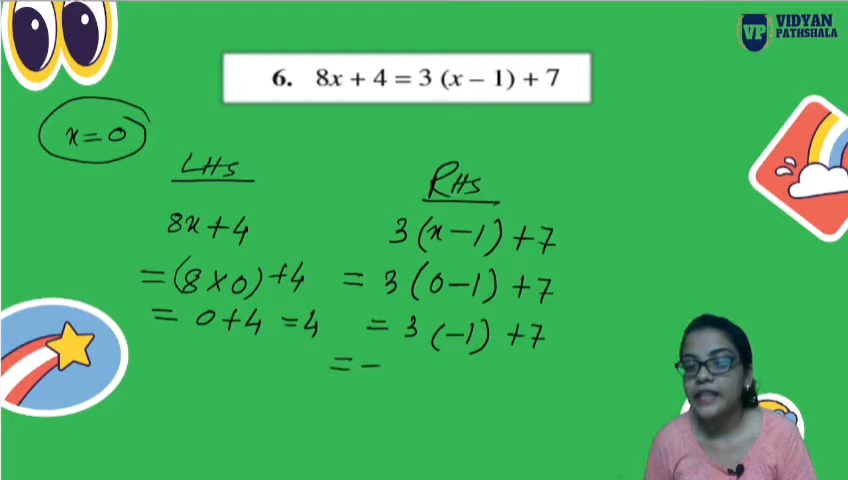 VP VIDYAN
PATHSHALA
6. 8x + 4 = 3 (x – 1) + 7
x=0
LHS
RHS
8x+4
3(x-1)+7
=(8×0)+4
=3(0-1)+7
=0+4=4
=3(-1)+7
=-